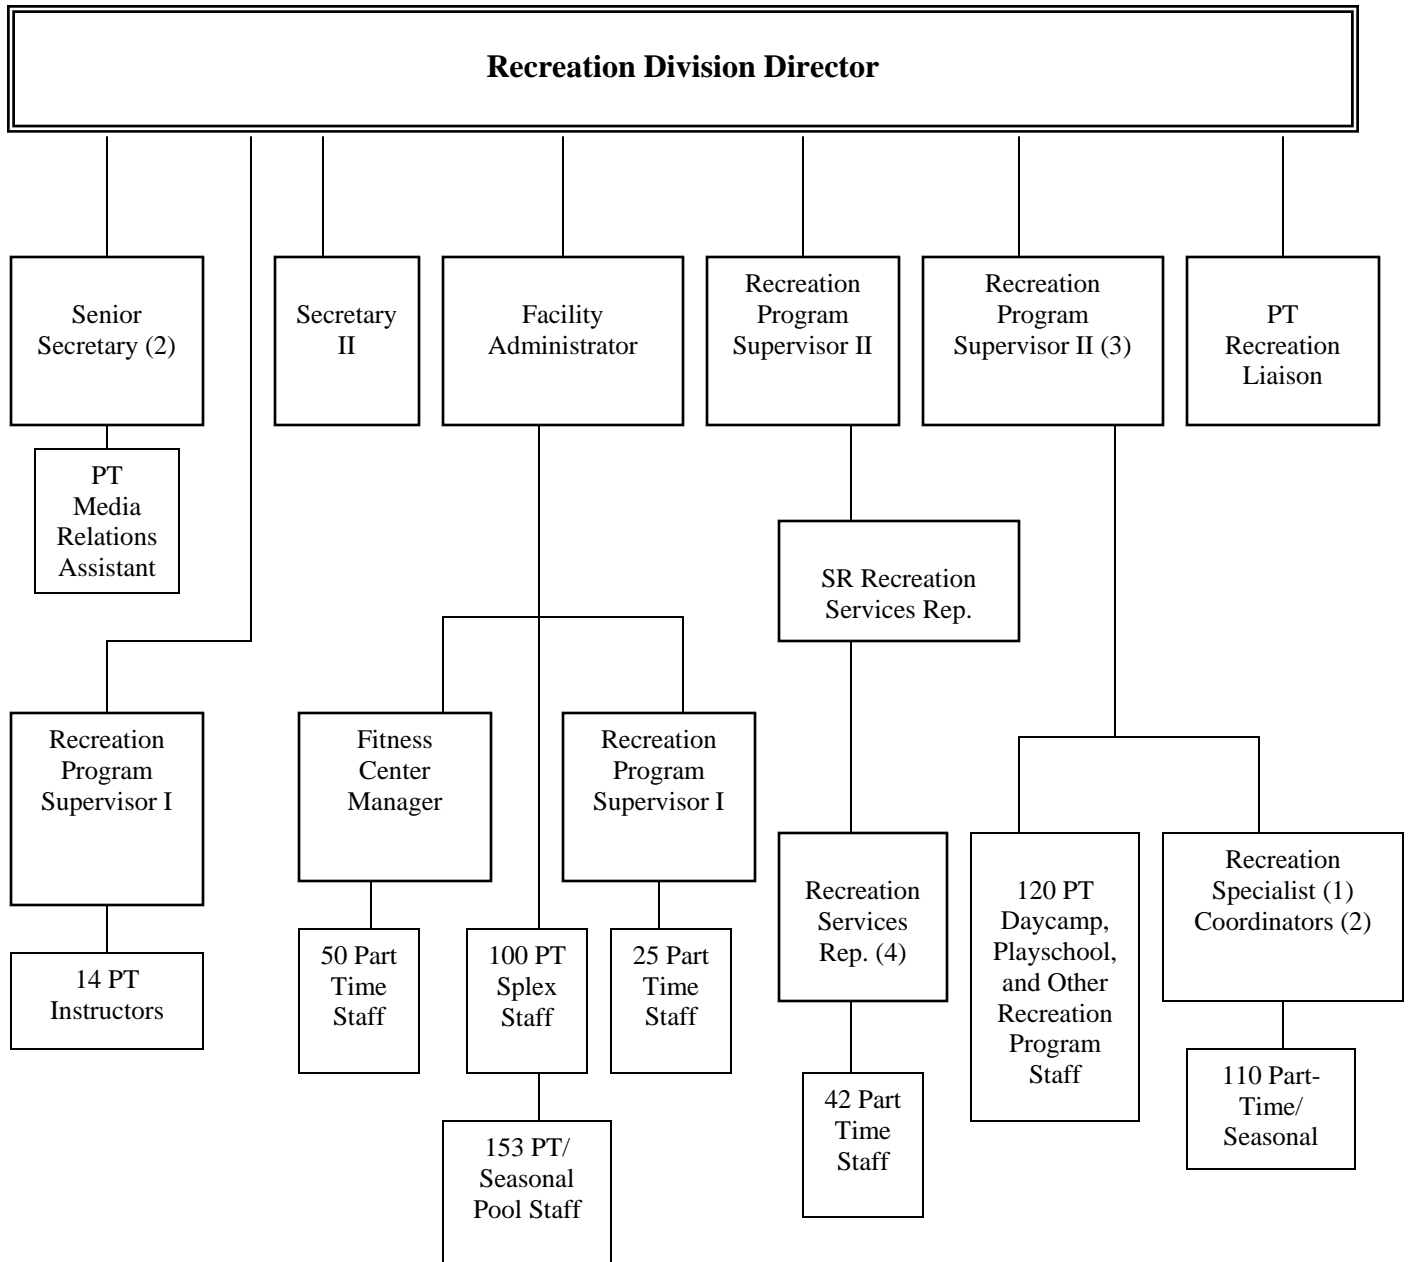 Recreation Division Director
Senior
Secretary (2)
Secretary
II
Facility
Administrator
Recreation
Program
Supervisor II
Recreation
Program
Supervisor II (3)
PT
Recreation
Liaison
PT
Media
Relations
Assistant
SR Recreation
Services Rep.
Recreation
Program
Supervisor I
Fitness
Center
Manager
Recreation
Program
Supervisor I
Recreation
Services
Rep. (4)
120 PT
Daycamp,
Playschool,
and Other
Recreation
Program
Staff
Recreation
Specialist (1)
Coordinators (2)
14 PT
Instructors
50 Part
Time
Staff
100 PT
Splex
Staff
25 Part
Time
Staff
42 Part
Time
Staff
110 Part-
Time/
Seasonal
153 PT/
Seasonal
Pool Staff